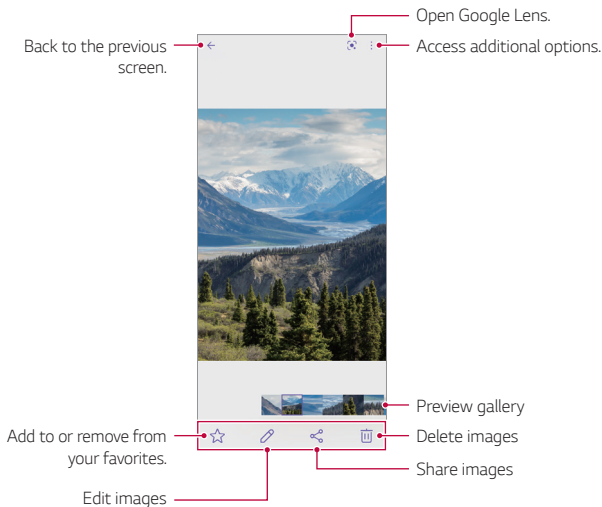 Open Google Lens.
Back to the previous
screen.
Access additional options.
Preview gallery
Add to or remove from
your favorites.
Delete images
Share images
Edit images